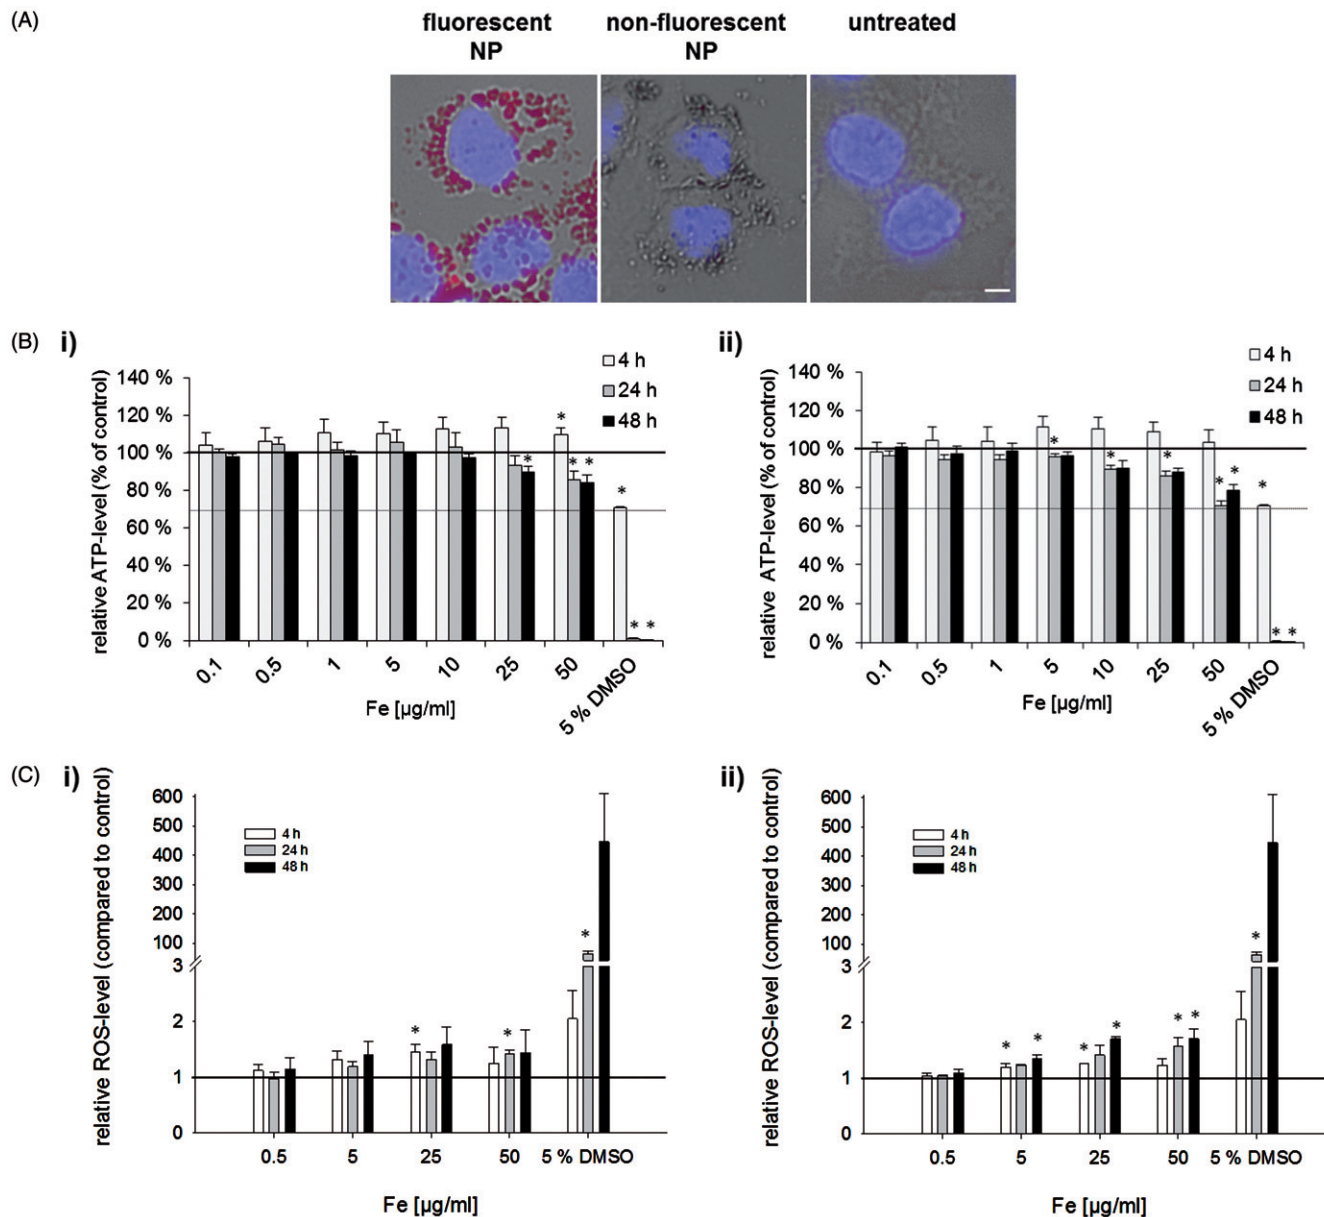 (A)
fluorescent NP
non-fluorescent NP
untreated
(B)
i)
relative ATP-level (% of control)
140 %
120 %
100 %
80 %
60 %
40 %
20 %
0 %
4 h
24 h
48 h
* * * * * * * *
0.1 0.5 1 5 10 25 50 5 % DMSO
Fe [µg/ml]
ii)
relative ATP-level (% of control)
140 %
120 %
100 %
80 %
60 %
40 %
20 %
0 %
4 h
24 h
48 h
* * * * * * * *
0.1 0.5 1 5 10 25 50 5 % DMSO
Fe [µg/ml]
(C)
i)
relative ROS-level (compared to control)
600
500
400
300
200
100
3
2
1
0
4 h
24 h
48 h
* * *
0.5 5 25 50 5 % DMSO
Fe [µg/ml]
ii)
relative ROS-level (compared to control)
600
500
400
300
200
100
3
2
1
0
4 h
24 h
48 h
* * * * * * *
0.5 5 25 50 5 % DMSO
Fe [µg/ml]